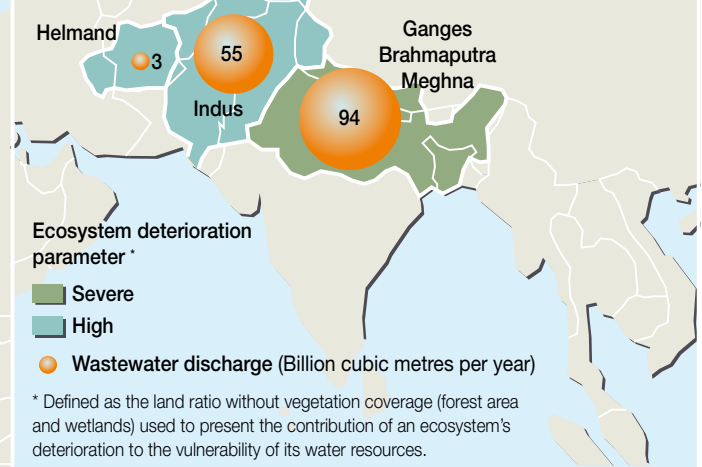 Helmand
3
55
Indus
Ganges
Brahmaputra
Meghna
94
Ecosystem deterioration
parameter *
Severe
High
Wastewater discharge (Billion cubic metres per year)
* Defined as the land ratio without vegetation coverage (forest area
and wetlands) used to present the contribution of an ecosystem's
deterioration to the vulnerability of its water resources.